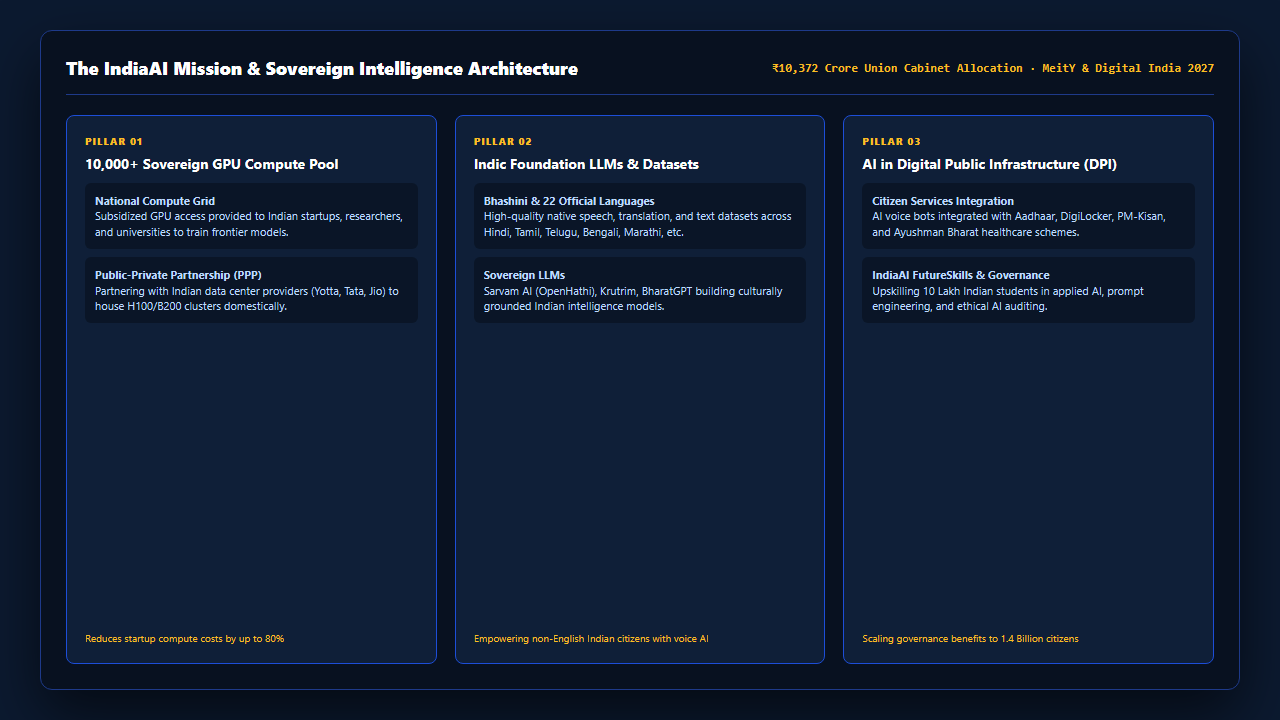 The IndiaAI Mission & Sovereign Intelligence Architecture
₹10,372 Crore Union Cabinet Allocation · MeitY & Digital India 2027
PILLAR 01
10,000+ Sovereign GPU Compute Pool
National Compute Grid
Subsidized GPU access provided to Indian startups, researchers,
and universities to train frontier models.
Public-Private Partnership (PPP)
Partnering with Indian data center providers (Yotta, Tata, Jio) to
house H100/B200 clusters domestically.
Reduces startup compute costs by up to 80%
PILLAR 02
Indic Foundation LLMs & Datasets
Bhashini & 22 Official Languages
High-quality native speech, translation, and text datasets across
Hindi, Tamil, Telugu, Bengali, Marathi, etc.
Sovereign LLMs
Sarvam AI (OpenHathi), Krutrim, BharatGPT building culturally
grounded Indian intelligence models.
Empowering non-English Indian citizens with voice AI
PILLAR 03
AI in Digital Public Infrastructure (DPI)
Citizen Services Integration
AI voice bots integrated with Aadhaar, DigiLocker, PM-Kisan,
and Ayushman Bharat healthcare schemes.
IndiaAI FutureSkills & Governance
Upskilling 10 Lakh Indian students in applied AI, prompt
engineering, and ethical AI auditing.
Scaling governance benefits to 1.4 Billion citizens